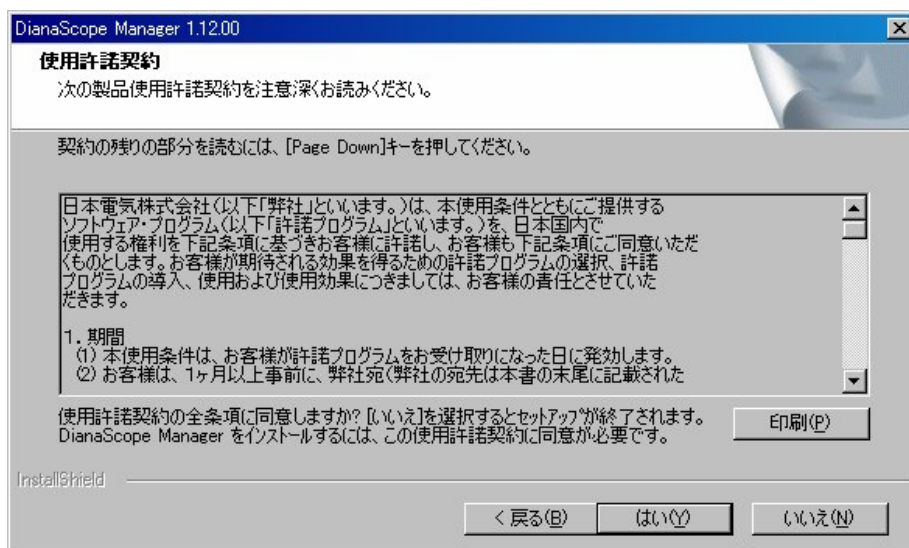 DianaScope Manager 1.12.00
使用許諾契約
次の製品使用許諾契約を注意深くお読みください。
契約の残りの部分を読むには、[Page Down]キーを押してください。
日本電気株式会社(以下「弊社」といいます。)は、本使用条件とともにご提供する
ソフトウェア・プログラム(以下「許諾プログラム」といいます。)を、日本国内で
使用する権利を下記条項に基づきお客様に許諾し、お客様も下記条項にご同意いただ
くものとします。お客様が期待される効果を得るための許諾プログラムの選択、許諾
プログラムの導入、使用および使用効果につきましては、お客様の責任とさせていた
だきます。
1.期間
(1) 本使用条件は、お客様が許諾プログラムをお受け取りになった日に発効します。
(2) お客様は、1ヶ月以上事前に、弊社宛(弊社の宛先は本書の末尾に記載された
使用許諾契約の全条項に同意しますか? [いいえ]を選択するとセットアップが終了されます。
DianaScope Manager をインストールするには、この使用許諾契約に同意が必要です。
印刷(P)
InstallShield
< 戻る(B)
はい(Y)
いいえ(N)